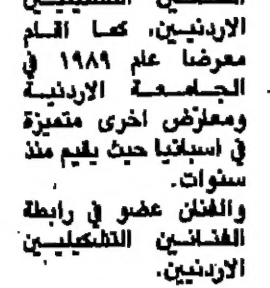 الاردنيين، كما اقام
معرضا عام ١٩٨٩ في
الجامعة الاردنية
ومعارض اخرى متميزة
في اسبانيا حيث يقيم منذ
سنوات.
والفنان عضو في رابطة
الفنانين التشكيليين
الاردنيين.